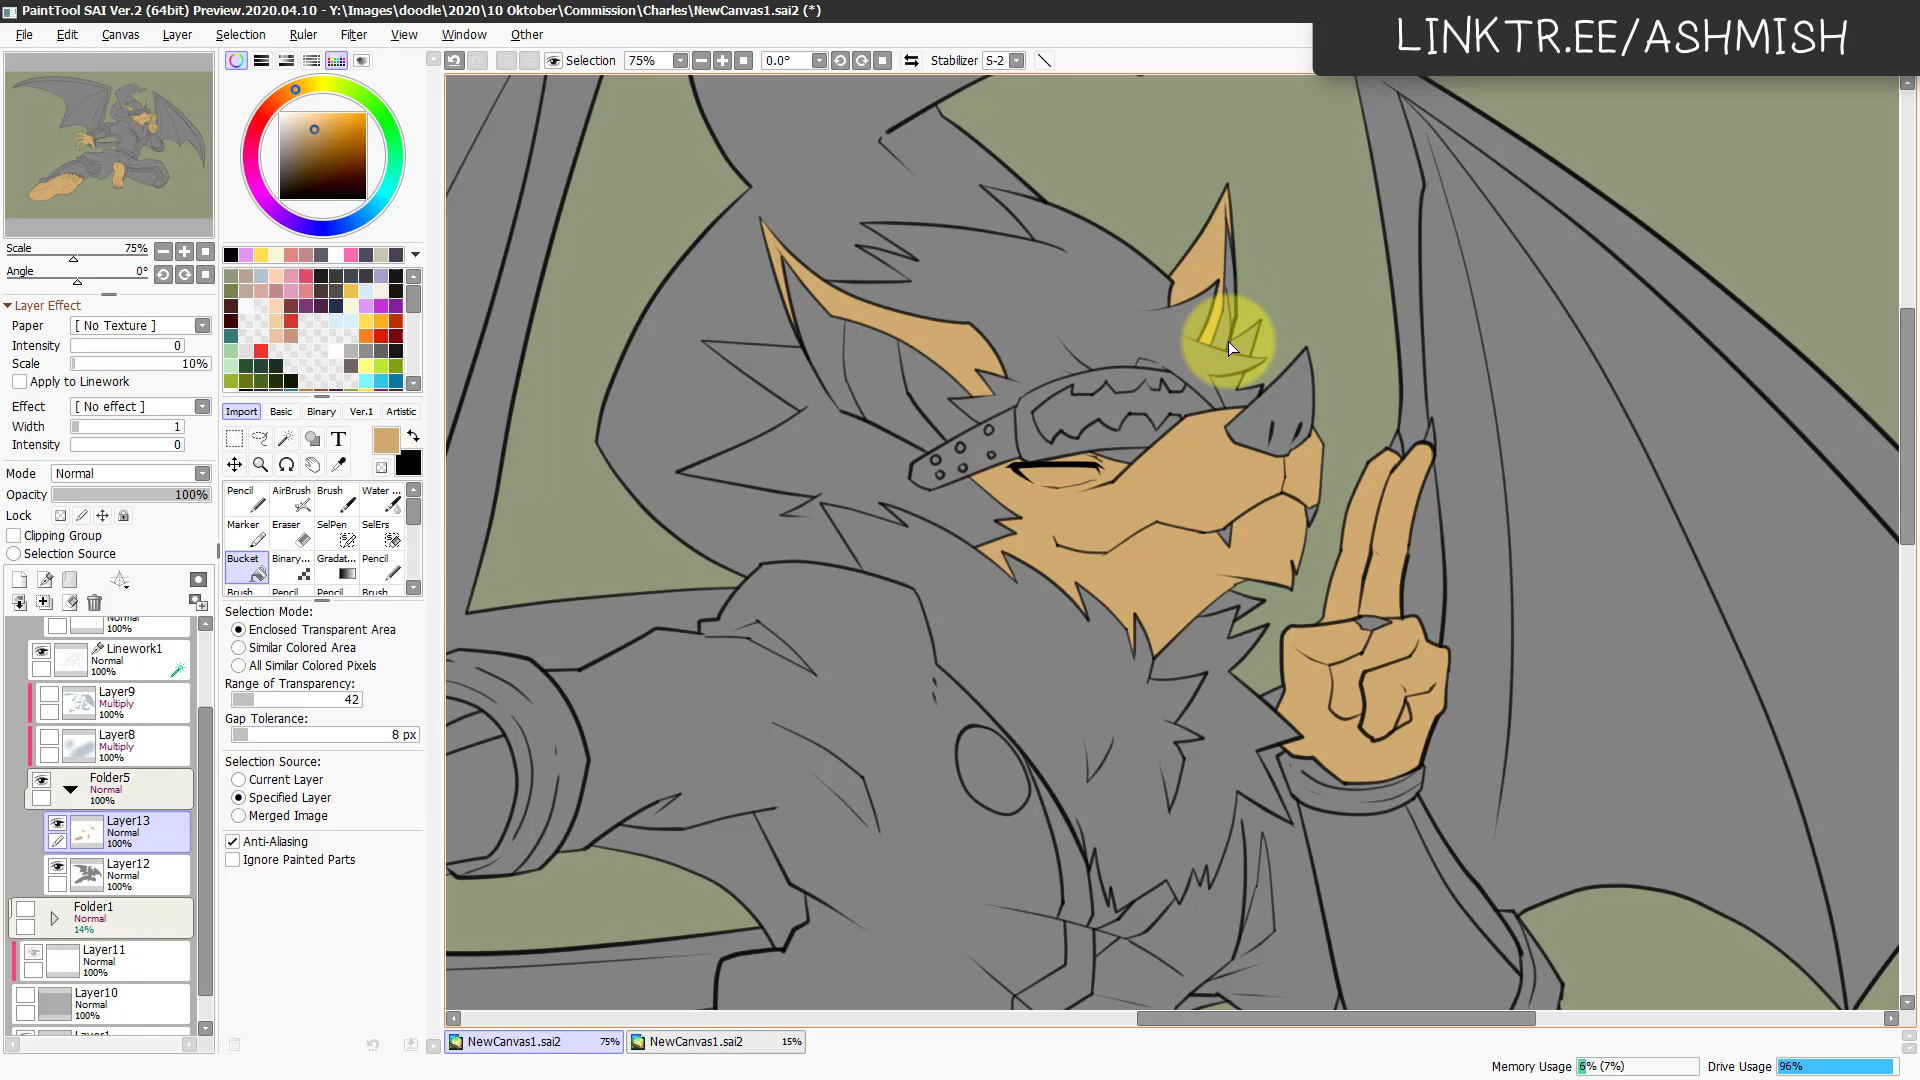 PaintTool SAI Ver.2 (64bit) Preview.2020.04.10 - Y:\Images\doodle\2020\10 Oktober\Commission\Charles\NewCanvas1.sai2 (*)
LINKTR.EE/ASHMISH
File Edit Canvas Layer Selection Filter Ruler View Window Other
Selection 75% 0.0° Stabilizer S-2
Scale 75%
Angle 0°
Layer Effect
Paper [ No Texture ]
Intensity 0
Scale 10%
Apply to Linework
Effect [ No effect ]
Width 1
Intensity 0
Mode Normal
Opacity 100%
Lock
Clipping Group
Selection Source
100%
Linework1
Normal
100%
Layer9
Multiply
100%
Layer8
Multiply
100%
Folder5
Normal
100%
Layer13
Normal
100%
Layer12
Normal
100%
Folder1
Normal
14%
Layer11
Normal
100%
Layer10
Normal
100%
Import Basic Binary Ver.1 Artistic
T
Pencil AirBrush Brush Water ...
Marker Eraser SelPen SelErs
Bucket Binary... Gradat... Pencil
Brush Pencil Pencil Brush
Selection Mode:
Enclosed Transparent Area
Similar Colored Area
All Similar Colored Pixels
Range of Transparency:
42
Gap Tolerance:
8 px
Selection Source:
Current Layer
Specified Layer
Merged Image
Anti-Aliasing
Ignore Painted Parts
NewCanvas1.sai2 75% NewCanvas1.sai2 15%
Memory Usage 6% (7%) Drive Usage 96%